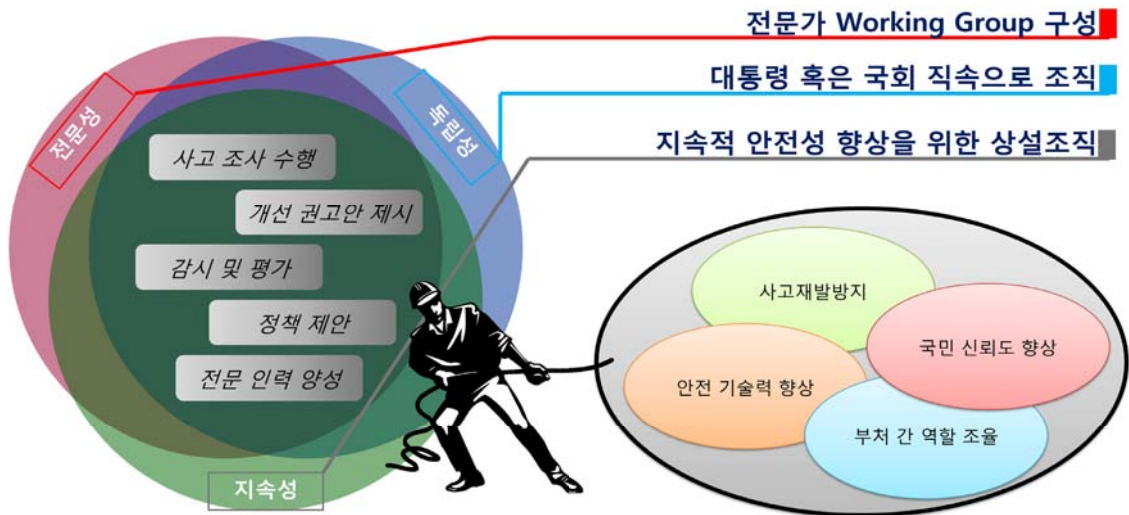 전문가 Working Group 구성
대통령 혹은 국회 직속으로 조직
지속적 안전성 향상을 위한 상설조직
전문성
독립성
사고 조사 수행
개선 권고안 제시
감시 및 평가
정책 제안
전문 인력 양성
지속성
사고재발방지
국민 신뢰도 향상
안전 기술력 향상
부처 간 역할 조율